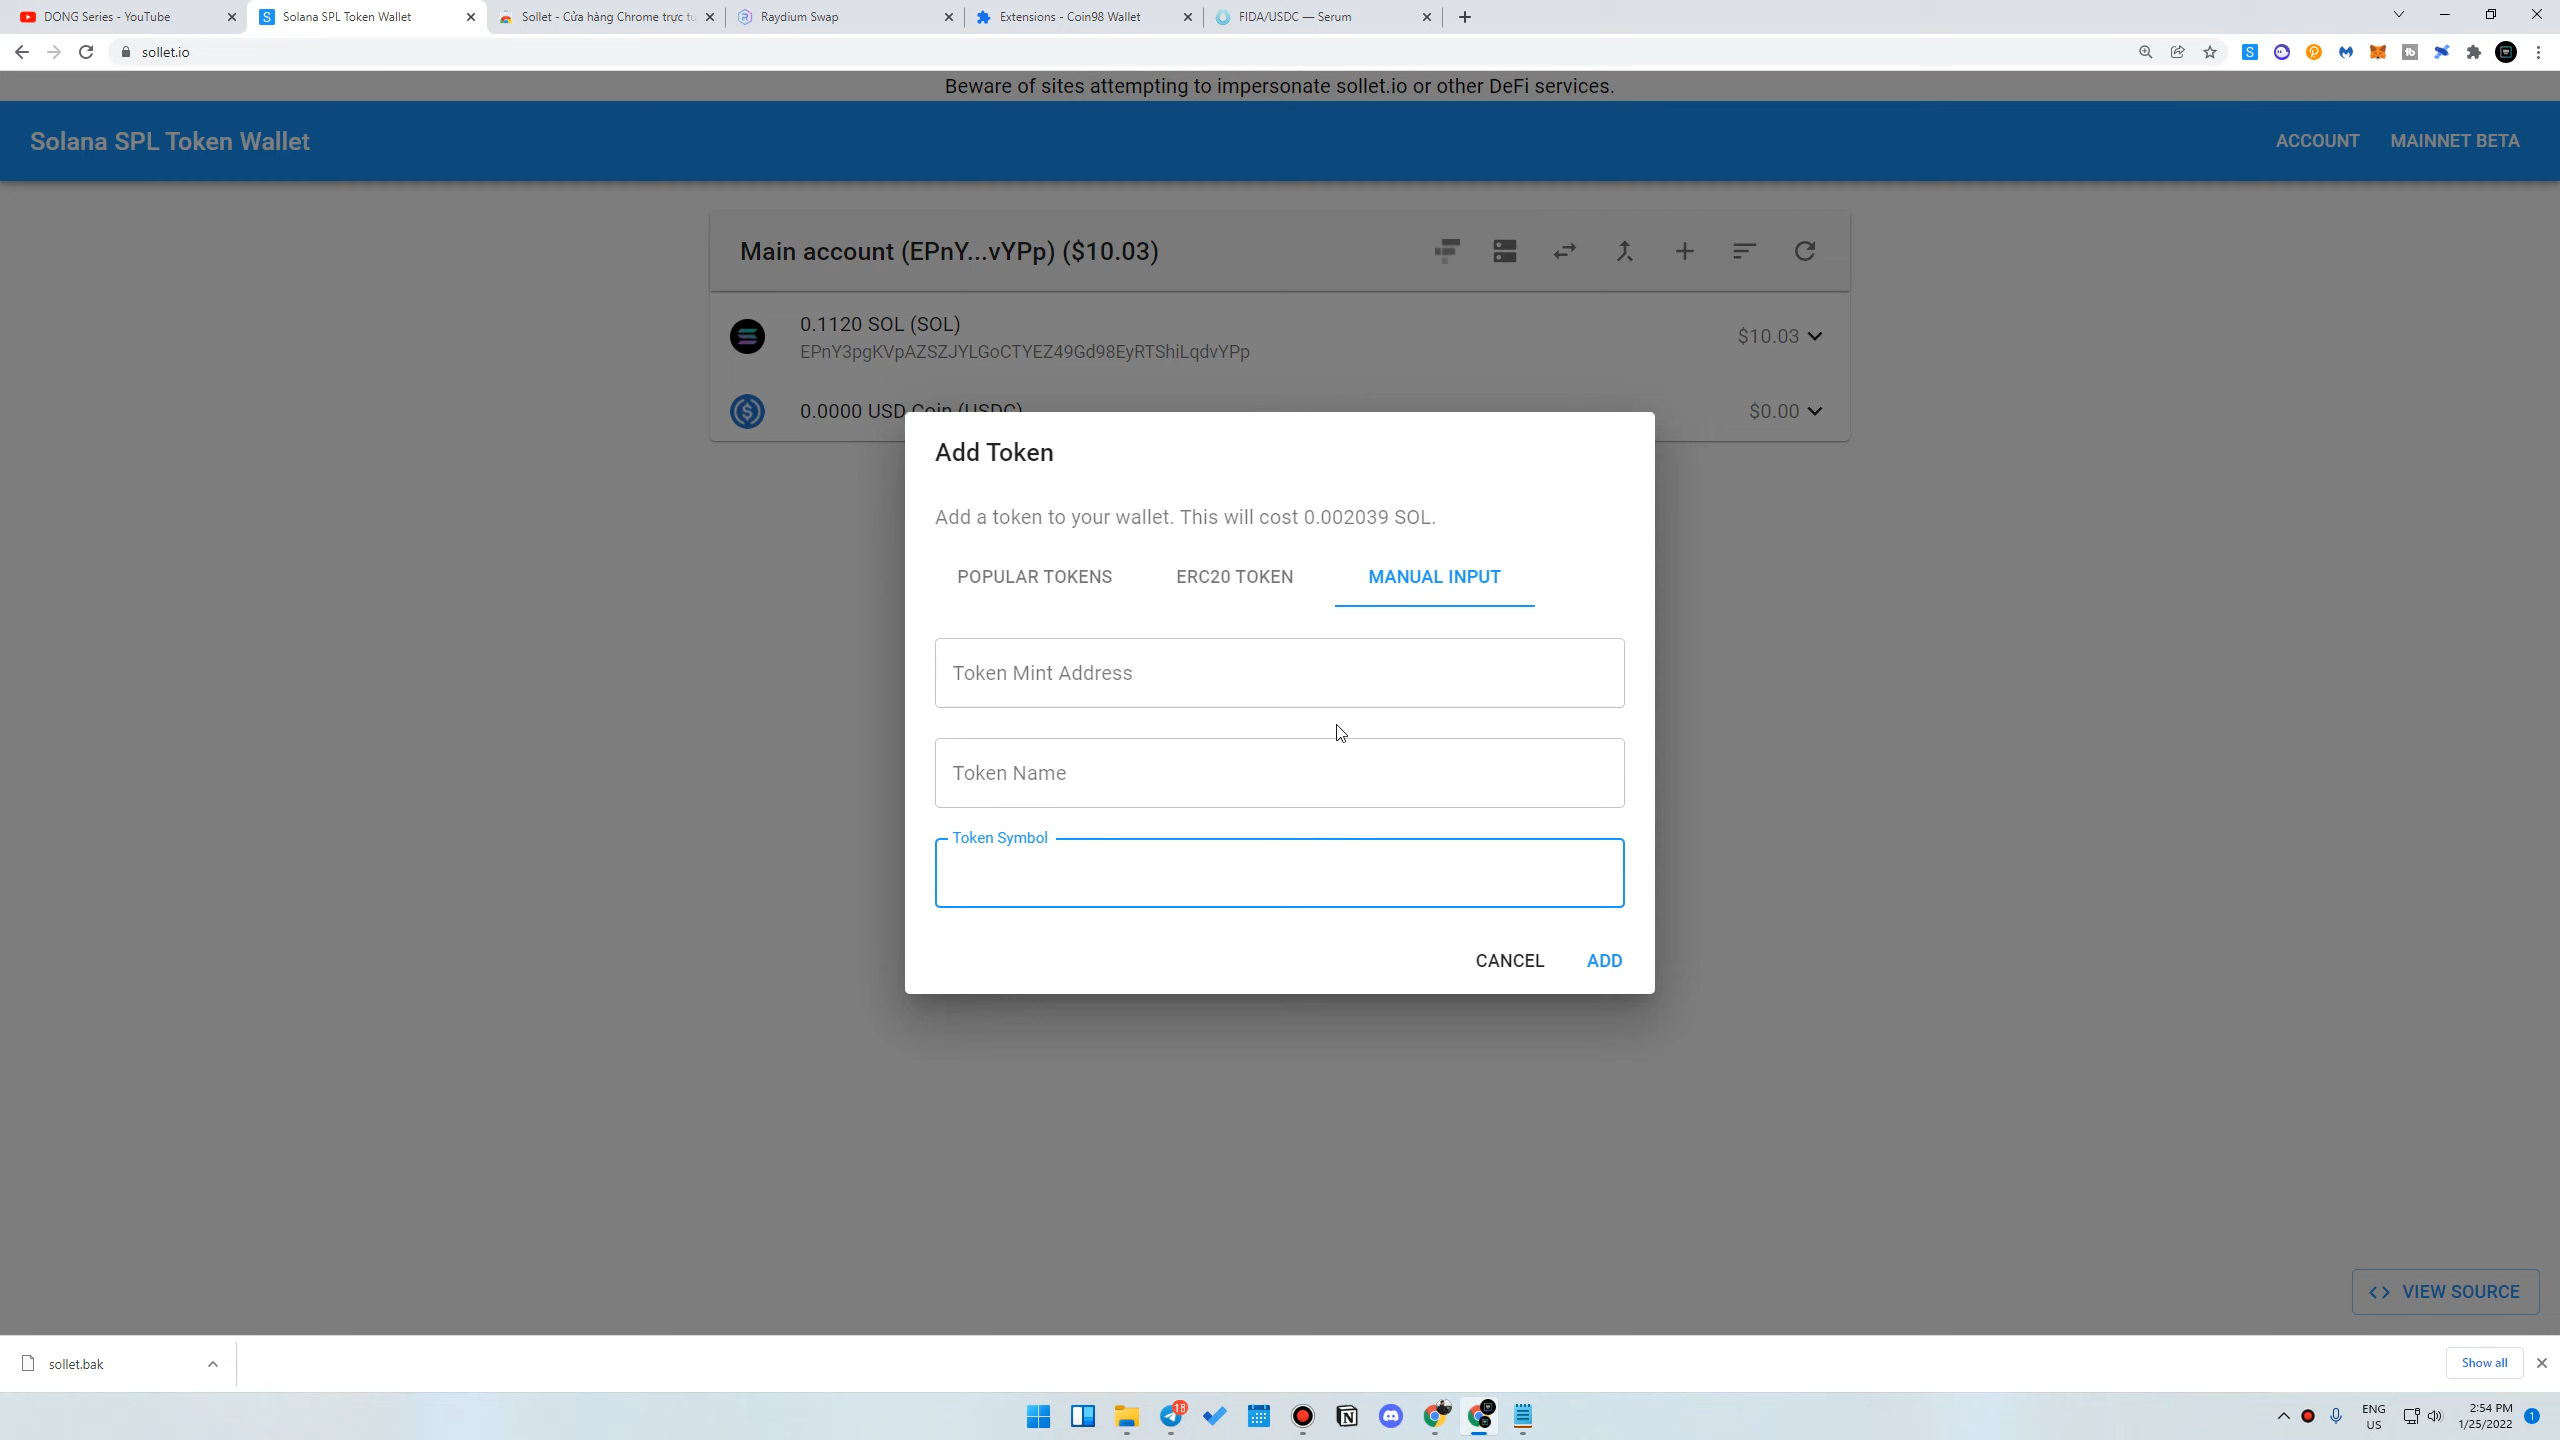 DONG Series - YouTube
Solana SPL Token Wallet
Sollet - Cửa hàng Chrome trực tu
Raydium Swap
Extensions - Coin98 Wallet
FIDA/USDC — Serum
sollet.io
Beware of sites attempting to impersonate sollet.io or other DeFi services.
Solana SPL Token Wallet
ACCOUNT
MAINNET BETA
Main account (EPnY...vYPp) ($10.03)
0.1120 SOL (SOL)
EPnY3pgKVpAZSZJYLGoCTYEZ49Gd98EyRTShiLqdvYPp
$10.03
0.0000 USD Coin (USDC)
$0.00
Add Token
Add a token to your wallet. This will cost 0.002039 SOL.
POPULAR TOKENS
ERC20 TOKEN
MANUAL INPUT
Token Mint Address
Token Name
Token Symbol
CANCEL
ADD
VIEW SOURCE
sollet.bak
Show all
18
ENG
US
2:54 PM
1/25/2022
1